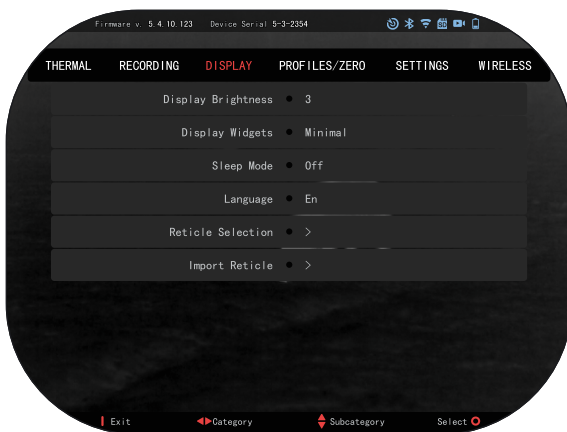 Firmware v. 5.4.10.123 Device Serial 5-3-2354 SD
THERMAL RECORDING DISPLAY PROFILES/ZERO SETTINGS WIRELESS
Display Brightness 3
Display Widgets Minimal
Sleep Mode Off
Language En
Reticle Selection >
Import Reticle >
Exit Category Subcategory Select